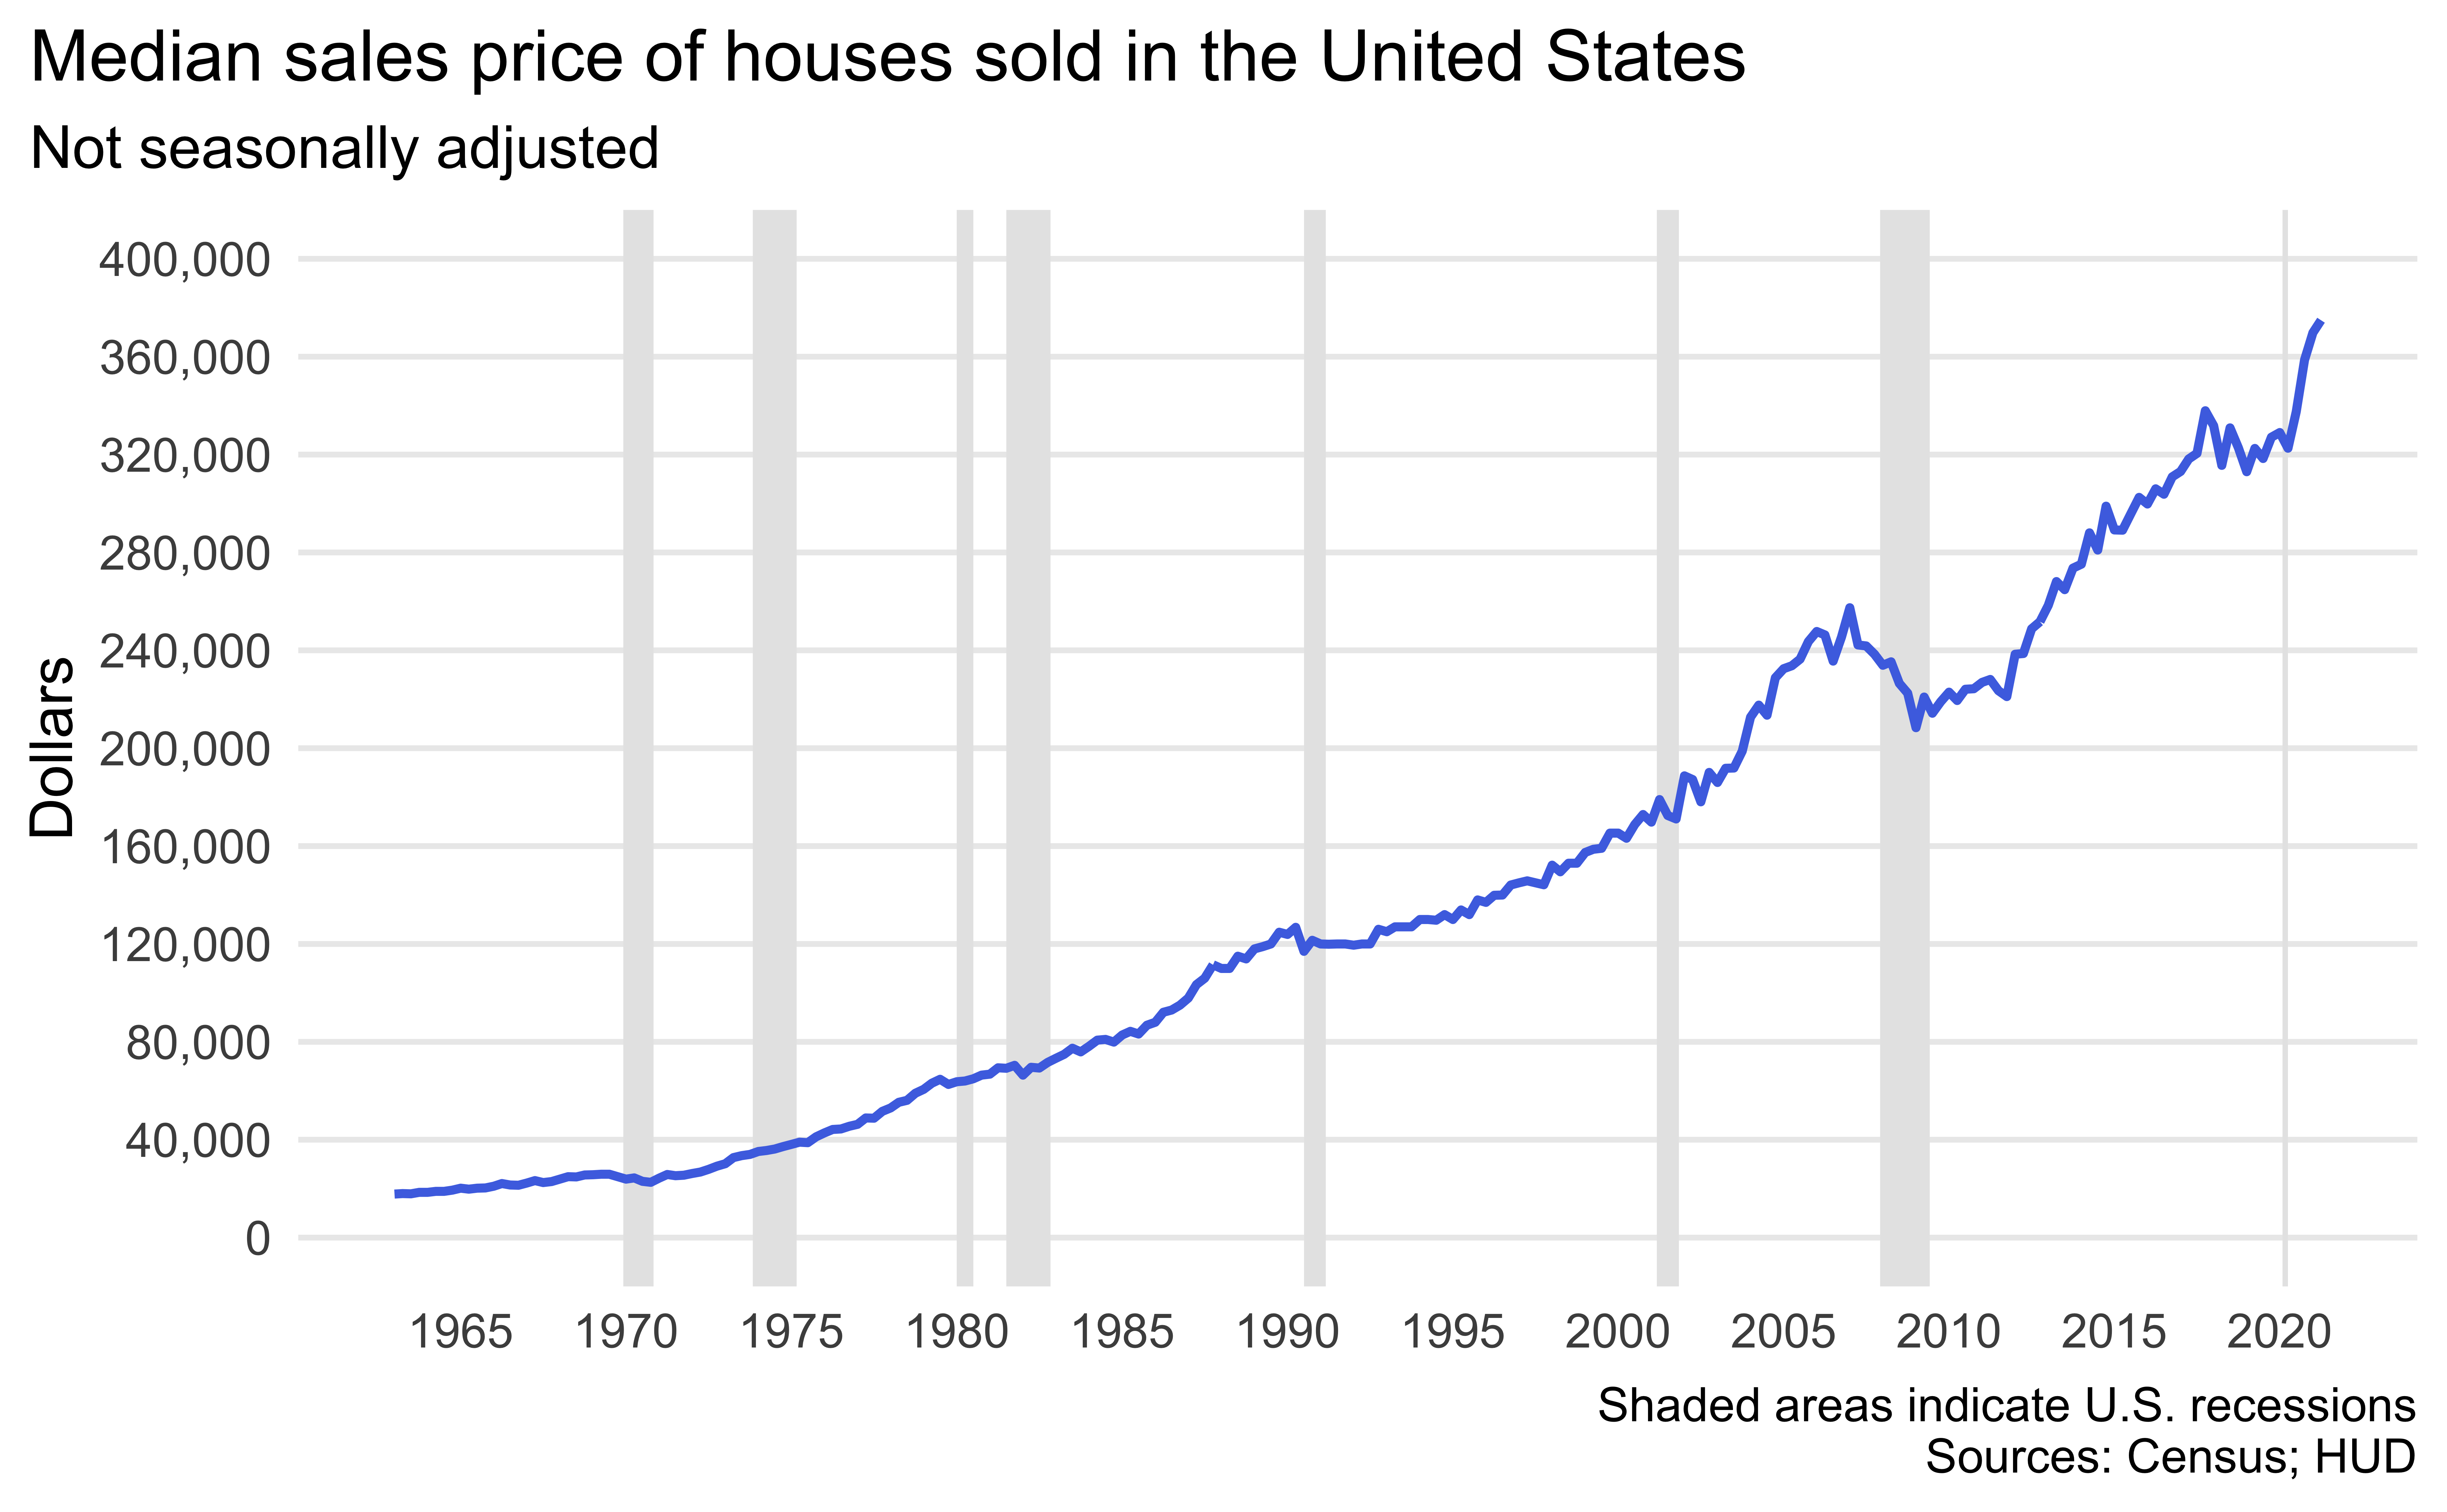 Median sales price of houses sold in the United States
Not seasonally adjusted
Dollars
400,000
360,000
320,000
280,000
240,000
200,000
160,000
120,000
80,000
40,000
0
1965 1970 1975 1980 1985 1990 1995 2000 2005 2010 2015 2020
Shaded areas indicate U.S. recessions
Sources: Census; HUD